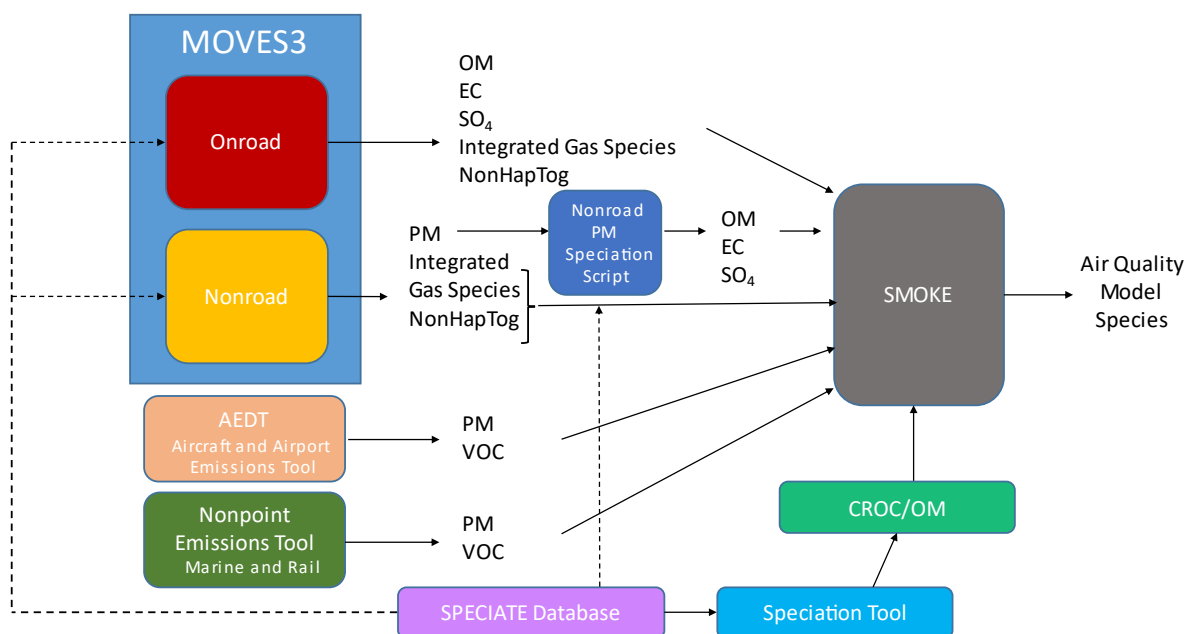 MOVES3
Onroad
OM
EC
SO₄
Integrated Gas Species
NonHapTog
Nonroad
PM
Integrated
Gas Species
NonHapTog
Nonroad
PM
Speciation
Script
OM
EC
SO₄
SMOKE
Air Quality
Model
Species
AEDT
Aircraft and Airport
Emissions Tool
PM
VOC
Nonpoint
Emissions Tool
Marine and Rail
PM
VOC
CROC/OM
SPECIATE Database
Speciation Tool